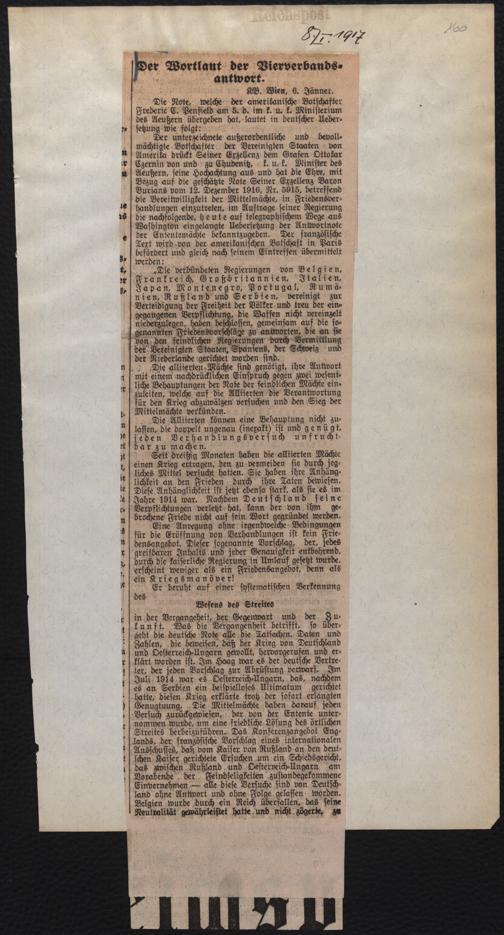 Reichspost
8/I. 1917
160
Der Wortlaut der Vierverbands-
antwort.
KB. Wien, 6. Jänner.
Die Note, welche der amerikanische Botschafter
Frederic C. Penfield am 5. d. im k. u. k. Ministerium
des Aeußern übergeben hat, lautet in deutscher Ueber-
setzung wie folgt:
Der unterzeichnete außerordentliche und bevoll-
mächtigte Botschafter der Vereinigten Staaten von
Amerika drückt Seiner Exzellenz dem Grafen Ottokar
Czernin von und zu Chudenitz, k. u. k. Minister des
Aeußern, seine Hochachtung aus und hat die Ehre, mit
Bezug auf die geschätzte Note Seiner Exzellenz Baron
Burians vom 12. Dezember 1916, Nr. 5915, betreffend
die Bereitwilligkeit der Mittelmächte, in Friedensver-
handlungen einzutreten, im Auftrage seiner Regierung
die nachfolgende, heute auf telegraphischem Wege aus
Washington eingelangte Uebersetzung der Antwortnote
der Ententemächte bekanntzugeben. Der französische
Text wird von der amerikanischen Botschaft in Paris
befördert und gleich nach seinem Eintreffen übermittelt
werden:
„Die verbündeten Regierungen von Belgien,
Frankreich, Großbritannien, Italien,
Japan, Montenegro, Portugal, Rumä-
nien, Rußland und Serbien, vereinigt zur
Verteidigung der Freiheit der Völker und treu der ein-
gegangenen Verpflichtung, die Waffen nicht vereinzelt
niederzulegen, haben beschlossen, gemeinsam auf die so-
genannten Friedensvorschläge zu antworten, die an sie
von den feindlichen Regierungen durch Vermittlung
der Vereinigten Staaten, Spaniens, der Schweiz und
der Niederlande gerichtet worden sind.
Die alliierten Mächte sind genötigt, ihre Antwort
mit einem nachdrücklichen Einspruch gegen zwei wesent-
liche Behauptungen der Note der feindlichen Mächte ein-
zuleiten, welche auf die Alliierten die Verantwortung
für den Krieg abzuwälzen versuchen und den Sieg der
Mittelmächte verkünden.
Die Alliierten können eine Behauptung nicht zu-
lassen, die doppelt ungenau (inexakt) ist und genügt,
jeden Verhandlungsversuch unfrucht-
bar zu machen.
Seit dreißig Monaten haben die alliierten Mächte
einen Krieg ertragen, den zu vermeiden sie durch jeg-
liches Mittel versucht hatten. Sie haben ihre Anhäng-
lichkeit an den Frieden durch ihre Taten bewiesen.
Diese Anhänglichkeit ist jetzt ebenso stark, als sie es im
Jahre 1914 war. Nachdem Deutschland seine
Verpflichtungen verletzt hat, kann der von ihm ge-
brochene Friede nicht auf sein Wort gegründet werden.
Eine Anregung ohne irgendwelche Bedingungen
für die Eröffnung von Verhandlungen ist kein Frie-
densangebot. Dieser sogenannte Vorschlag, der, jedes
greifbaren Inhalts und jeder Genauigkeit entbehrend,
durch die kaiserliche Regierung in Umlauf gesetzt wurde,
erscheint weniger als ein Friedensangebot, denn als
ein Kriegsmanöver!
Er beruht auf einer systematischen Verkennung
des
Wesens des Streites
in der Vergangenheit, der Gegenwart und der Zu-
kunft. Was die Vergangenheit betrifft, so über-
geht die deutsche Note alle die Tatsachen, Daten und
Zahlen, die beweisen, daß der Krieg von Deutschland
und Oesterreich-Ungarn gewollt, hervorgerufen und er-
klärt worden ist. Im Haag war es der deutsche Vertre-
ter, der jeden Vorschlag zur Abrüstung verwarf. Im
Juli 1914 war es Oesterreich-Ungarn, das, nachdem
es an Serbien ein beispielloses Ultimatum gerichtet
hatte, diesem Krieg erklärte trotz der sofort erlangten
Genugtuung. Die Mittelmächte haben darauf jeden
Versuch zurückgewiesen, der von der Entente unter-
nommen wurde, um eine friedliche Lösung des örtlichen
Streites herbeizuführen. Das Konferenzangebot Eng-
lands, der französische Vorschlag eines internationalen
Ausschusses, das vom Kaiser von Rußland an den deut-
schen Kaiser gerichtete Ersuchen um ein Schiedsgericht,
das zwischen Rußland und Oesterreich-Ungarn am
Vorabende der Feindseligkeiten zustandegekommene
Einvernehmen — alle diese Versuche sind von Deutsch-
land ohne Antwort und ohne Folge gelassen worden.
Belgien wurde durch ein Reich überfallen, das seine
Neutralität gewährleistet hatte und nicht zögerte, zu